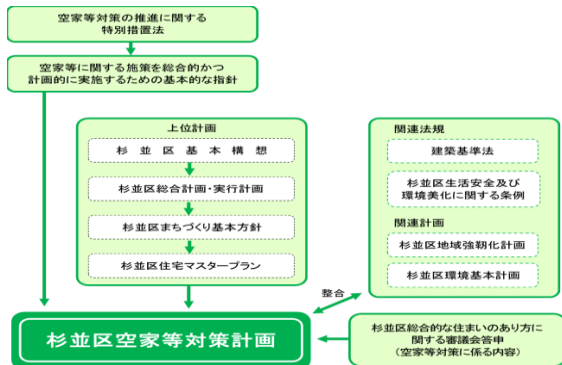 空家等対策の推進に関する
特別措置法
空家等に関する施策を総合的かつ
計画的に実施するための基本的な指針
上位計画
杉並区基本構想
杉並区総合計画・実行計画
杉並区まちづくり基本方針
杉並区住宅マスタープラン
関連法規
建築基準法
杉並区生活安全及び
環境美化に関する条例
関連計画
杉並区地域強靭化計画
杉並区環境基本計画
整合
杉並区空家等対策計画
杉並区総合的な住まいのあり方に
関する審議会答申
(空家等対策に係る内容)